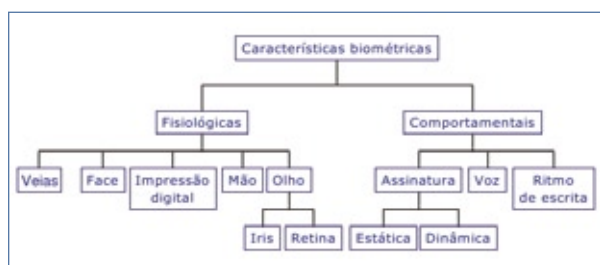 Características biométricas
Fisiológicas
Comportamentais
Veias
Face
Impressão
digital
Mão
Olho
Assinatura
Voz
Ritmo
de escrita
Iris
Retina
Estática
Dinâmica